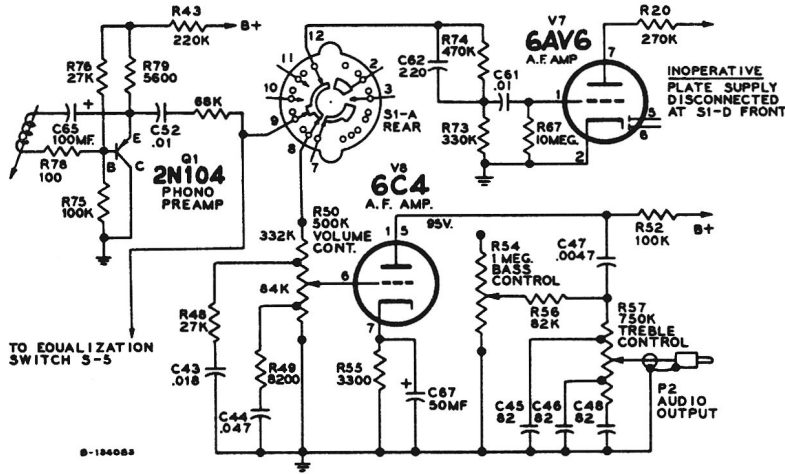 R43
220K
B+
R76
27K
R79
5600
C65
100MF.
+
R78
100
C52
.01
68K
E
B
C
Q1
2N104
PHONO
PREAMP
R75
100K
12
11
10
9
8
7
2
3
S1-A
REAR
C62
220
R74
470K
C61
.01
R73
330K
R67
10MEG.
V7
6AV6
A.F. AMP
7
1
2
5
6
R20
270K
INOPERATIVE
PLATE SUPPLY
DISCONNECTED
AT S1-D FRONT
TO EQUALIZATION
SWITCH S-5
R50
500K
VOLUME
CONT.
332K
84K
R48
27K
C43
.018
R49
8200
C44
.047
V8
6C4
A.F. AMP.
1
5
6
7
95V.
R55
3300
+
C67
50MF
R54
1 MEG.
BASS
CONTROL
R56
82K
C47
.0047
R52
100K
B+
R57
750K
TREBLE
CONTROL
C45
82
C46
82
C48
82
P2
AUDIO
OUTPUT